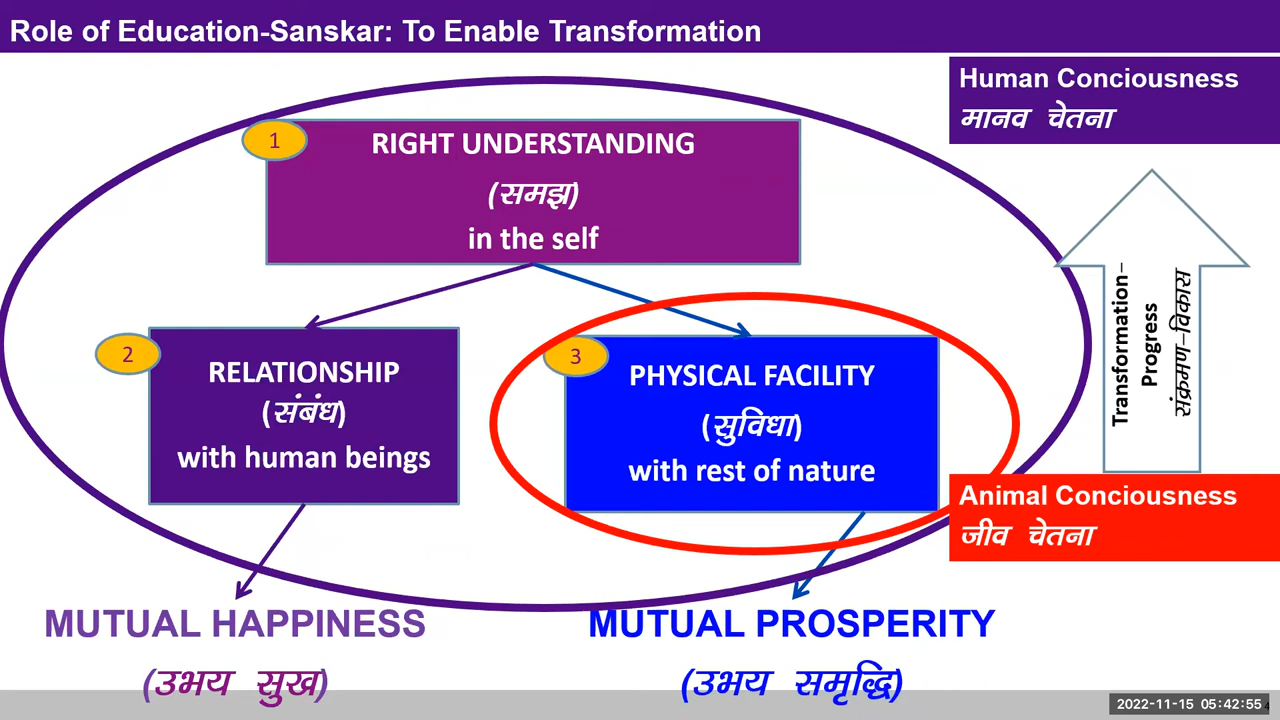 Role of Education-Sanskar: To Enable Transformation
Human Conciousness
मानव चेतना
1
RIGHT UNDERSTANDING
(समझ)
in the self
Transformation–
Progress
संक्रमण–विकास
2
RELATIONSHIP
(संबंध)
with human beings
3
PHYSICAL FACILITY
(सुविधा)
with rest of nature
Animal Conciousness
जीव चेतना
MUTUAL HAPPINESS
(उभय सुख)
MUTUAL PROSPERITY
(उभय समृद्धि)
2022-11-15 05:42:55